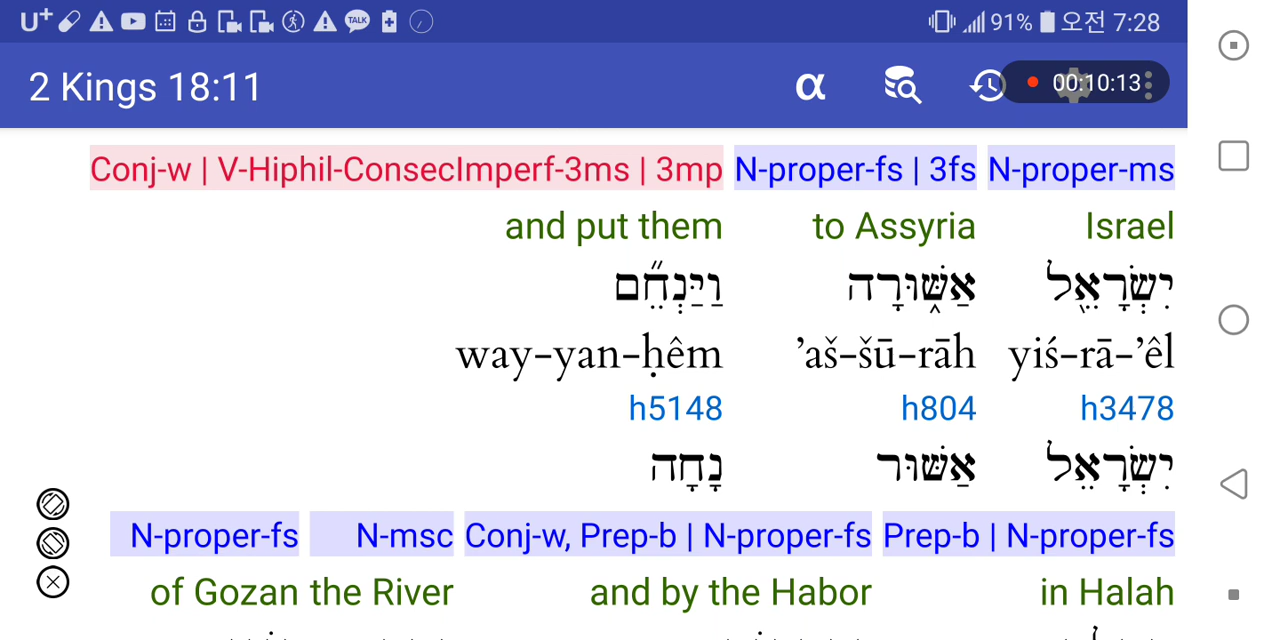 U+ TALK 91% 오전 7:28
2 Kings 18:11 α 00:10:13
N-proper-ms N-proper-fs | 3fs Conj-w | V-Hiphil-ConsecImperf-3ms | 3mp
Israel to Assyria and put them
יִשְׂרָאֵ֖ל אַשּׁ֑וּרָה וַיַּנְחֵ֞ם
yiś-rā-’êl ’aš-šū-rāh way-yan-ḥêm
h3478 h804 h5148
יִשְׂרָאֵל אַשּׁוּר נָחָה
Prep-b | N-proper-fs Conj-w, Prep-b | N-proper-fs N-msc N-proper-fs
in Halah and by the Habor the River of Gozan